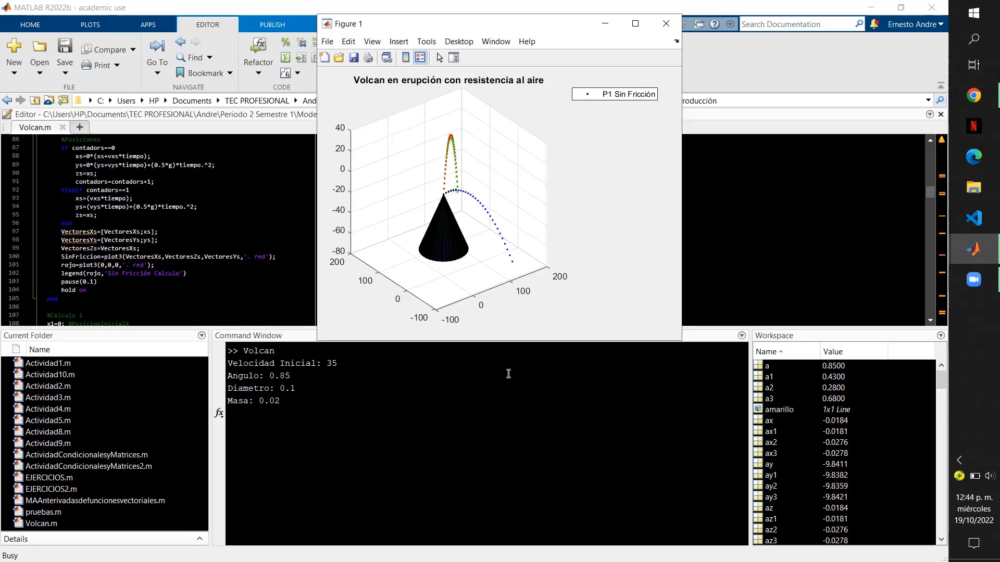 MATLAB R2022b - academic use
HOME
PLOTS
APPS
EDITOR
PUBLISH
Search Documentation
Ernesto Andre
New
Open
Save
Compare
Print
Go To
Find
Bookmark
Refactor
FILE
NAVIGATE
CODE
C:
Users
HP
Documents
TEC PROFESIONAL
And
roducción
Editor - C:\Users\HP\Documents\TEC PROFESIONAL\Andre\Periodo 2 Semestre 1\Mode
Volcan.m
86 %Posiciones
87 if contadors==0
88 xs=0*(xs+vxs*tiempo);
89 ys=0*(ys+vys*tiempo)+(0.5*g)*tiempo.^2;
90 zs=xs;
91 contadors=contadors+1;
92 elseif contadors==1
93 xs=(vxs*tiempo);
94 ys=(vys*tiempo)+(0.5*g)*tiempo.^2;
95 zs=xs;
96 end
97 VectoresXs=[VectoresXs;xs];
98 VectoresYs=[VectoresYs;ys];
99 VectoresZs=VectoresXs;
100 SinFriccion=plot3(VectoresXs,VectoresZs,VectoresYs,'. red');
101 rojo=plot3(0,0,0,'. red');
102 legend(rojo,'Sin Fricción Calculo')
103 pause(0.1)
104 hold on
105 end
106
107 %Calculo 1
108 x1=0; %PosicionInicialX
Figure 1
File Edit View Insert Tools Desktop Window Help
Volcan en erupción con resistencia al aire
P1 Sin Fricción
40
20
0
-20
-40
-60
-80
200
100
0
-100
-100
0
100
200
Current Folder
Name
Actividad1.m
Actividad10.m
Actividad2.m
Actividad3.m
Actividad4.m
Actividad5.m
Actividad8.m
Actividad9.m
ActividadCondicionalesyMatrices.m
ActividadCondicionalesyMatrices2.m
EJERCICIOS.m
EJERCICIOS2.m
MAAnterivadasdefuncionesvectoriales.m
pruebas.m
Volcan.m
Details
Busy
Command Window
>> Volcan
Velocidad Inicial: 35
Angulo: 0.85
Diametro: 0.1
Masa: 0.02
fx
Workspace
Name Value
a 0.8500
a1 0.4300
a2 0.2800
a3 0.6800
amarillo 1x1 Line
ax -0.0184
ax1 -0.0181
ax2 -0.0276
ax3 -0.0278
ay -9.8411
ay1 -9.8382
ay2 -9.8359
ay3 -9.8421
az -0.0184
az1 -0.0181
az2 -0.0276
az3 -0.0278
12:44 p. m.
miércoles
19/10/2022